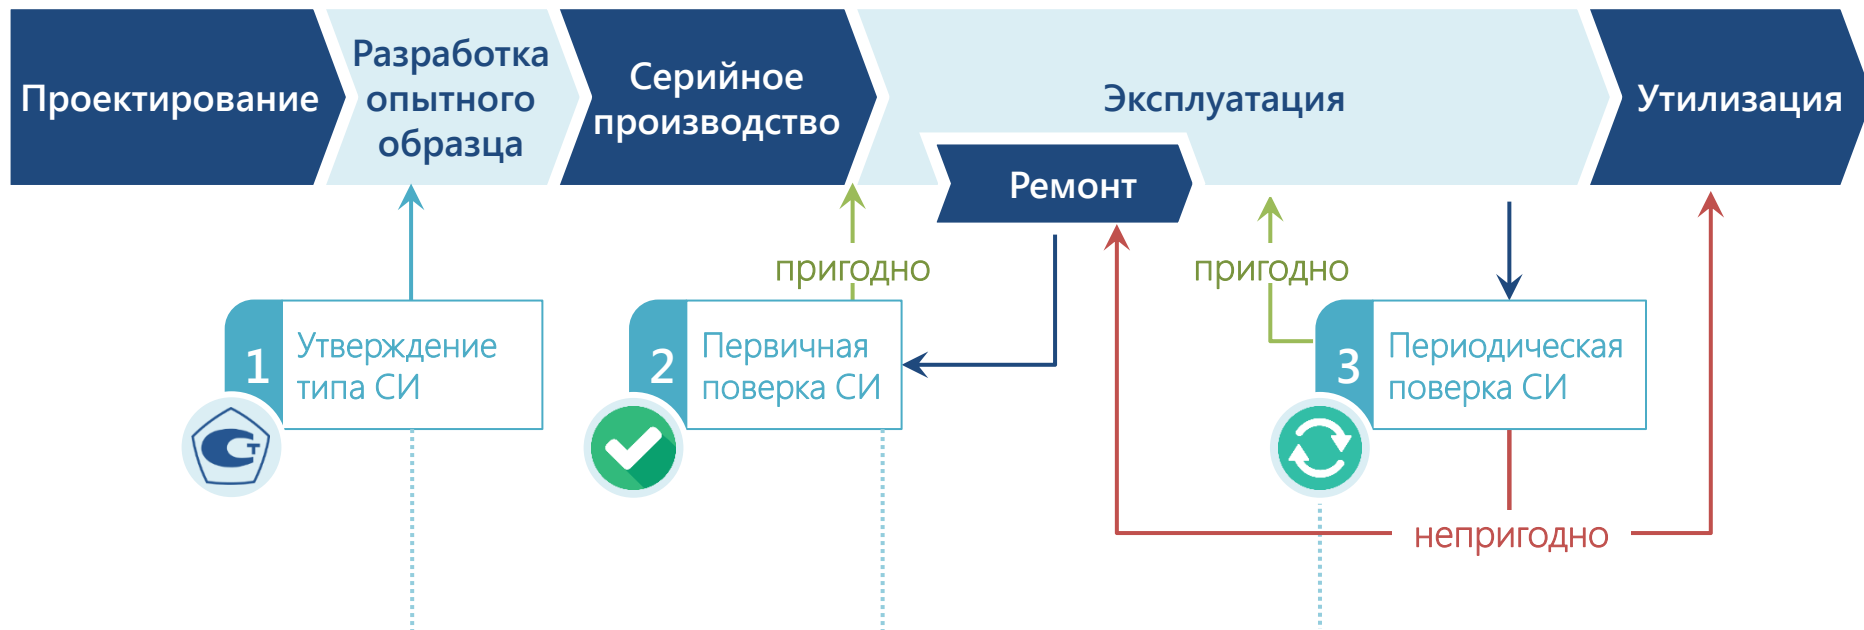 Проектирование
Разработка
опытного
образца
Серийное
производство
Эксплуатация
Утилизация
Ремонт
пригодно
пригодно
1
Утверждение
типа СИ
2
Первичная
поверка СИ
3
Периодическая
поверка СИ
непригодно